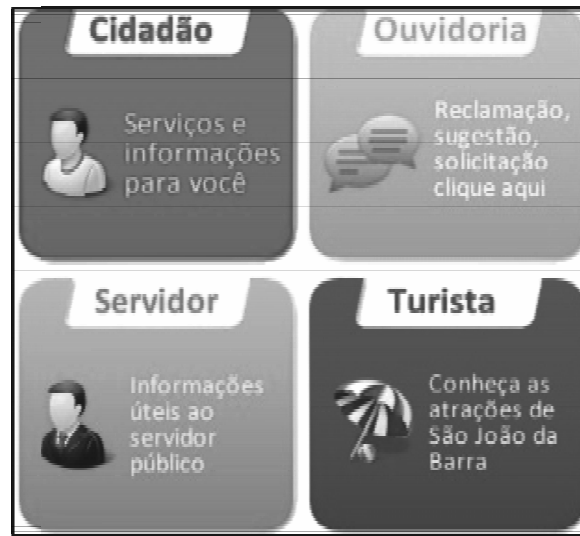 Cidadão
Serviços e
informações
para você
Ouvidoria
Reclamação,
sugestão,
solicitação
clique aqui
Servidor
Informações
úteis ao
servidor
público
Turista
Conheça as
atrações de
São João da
Barra